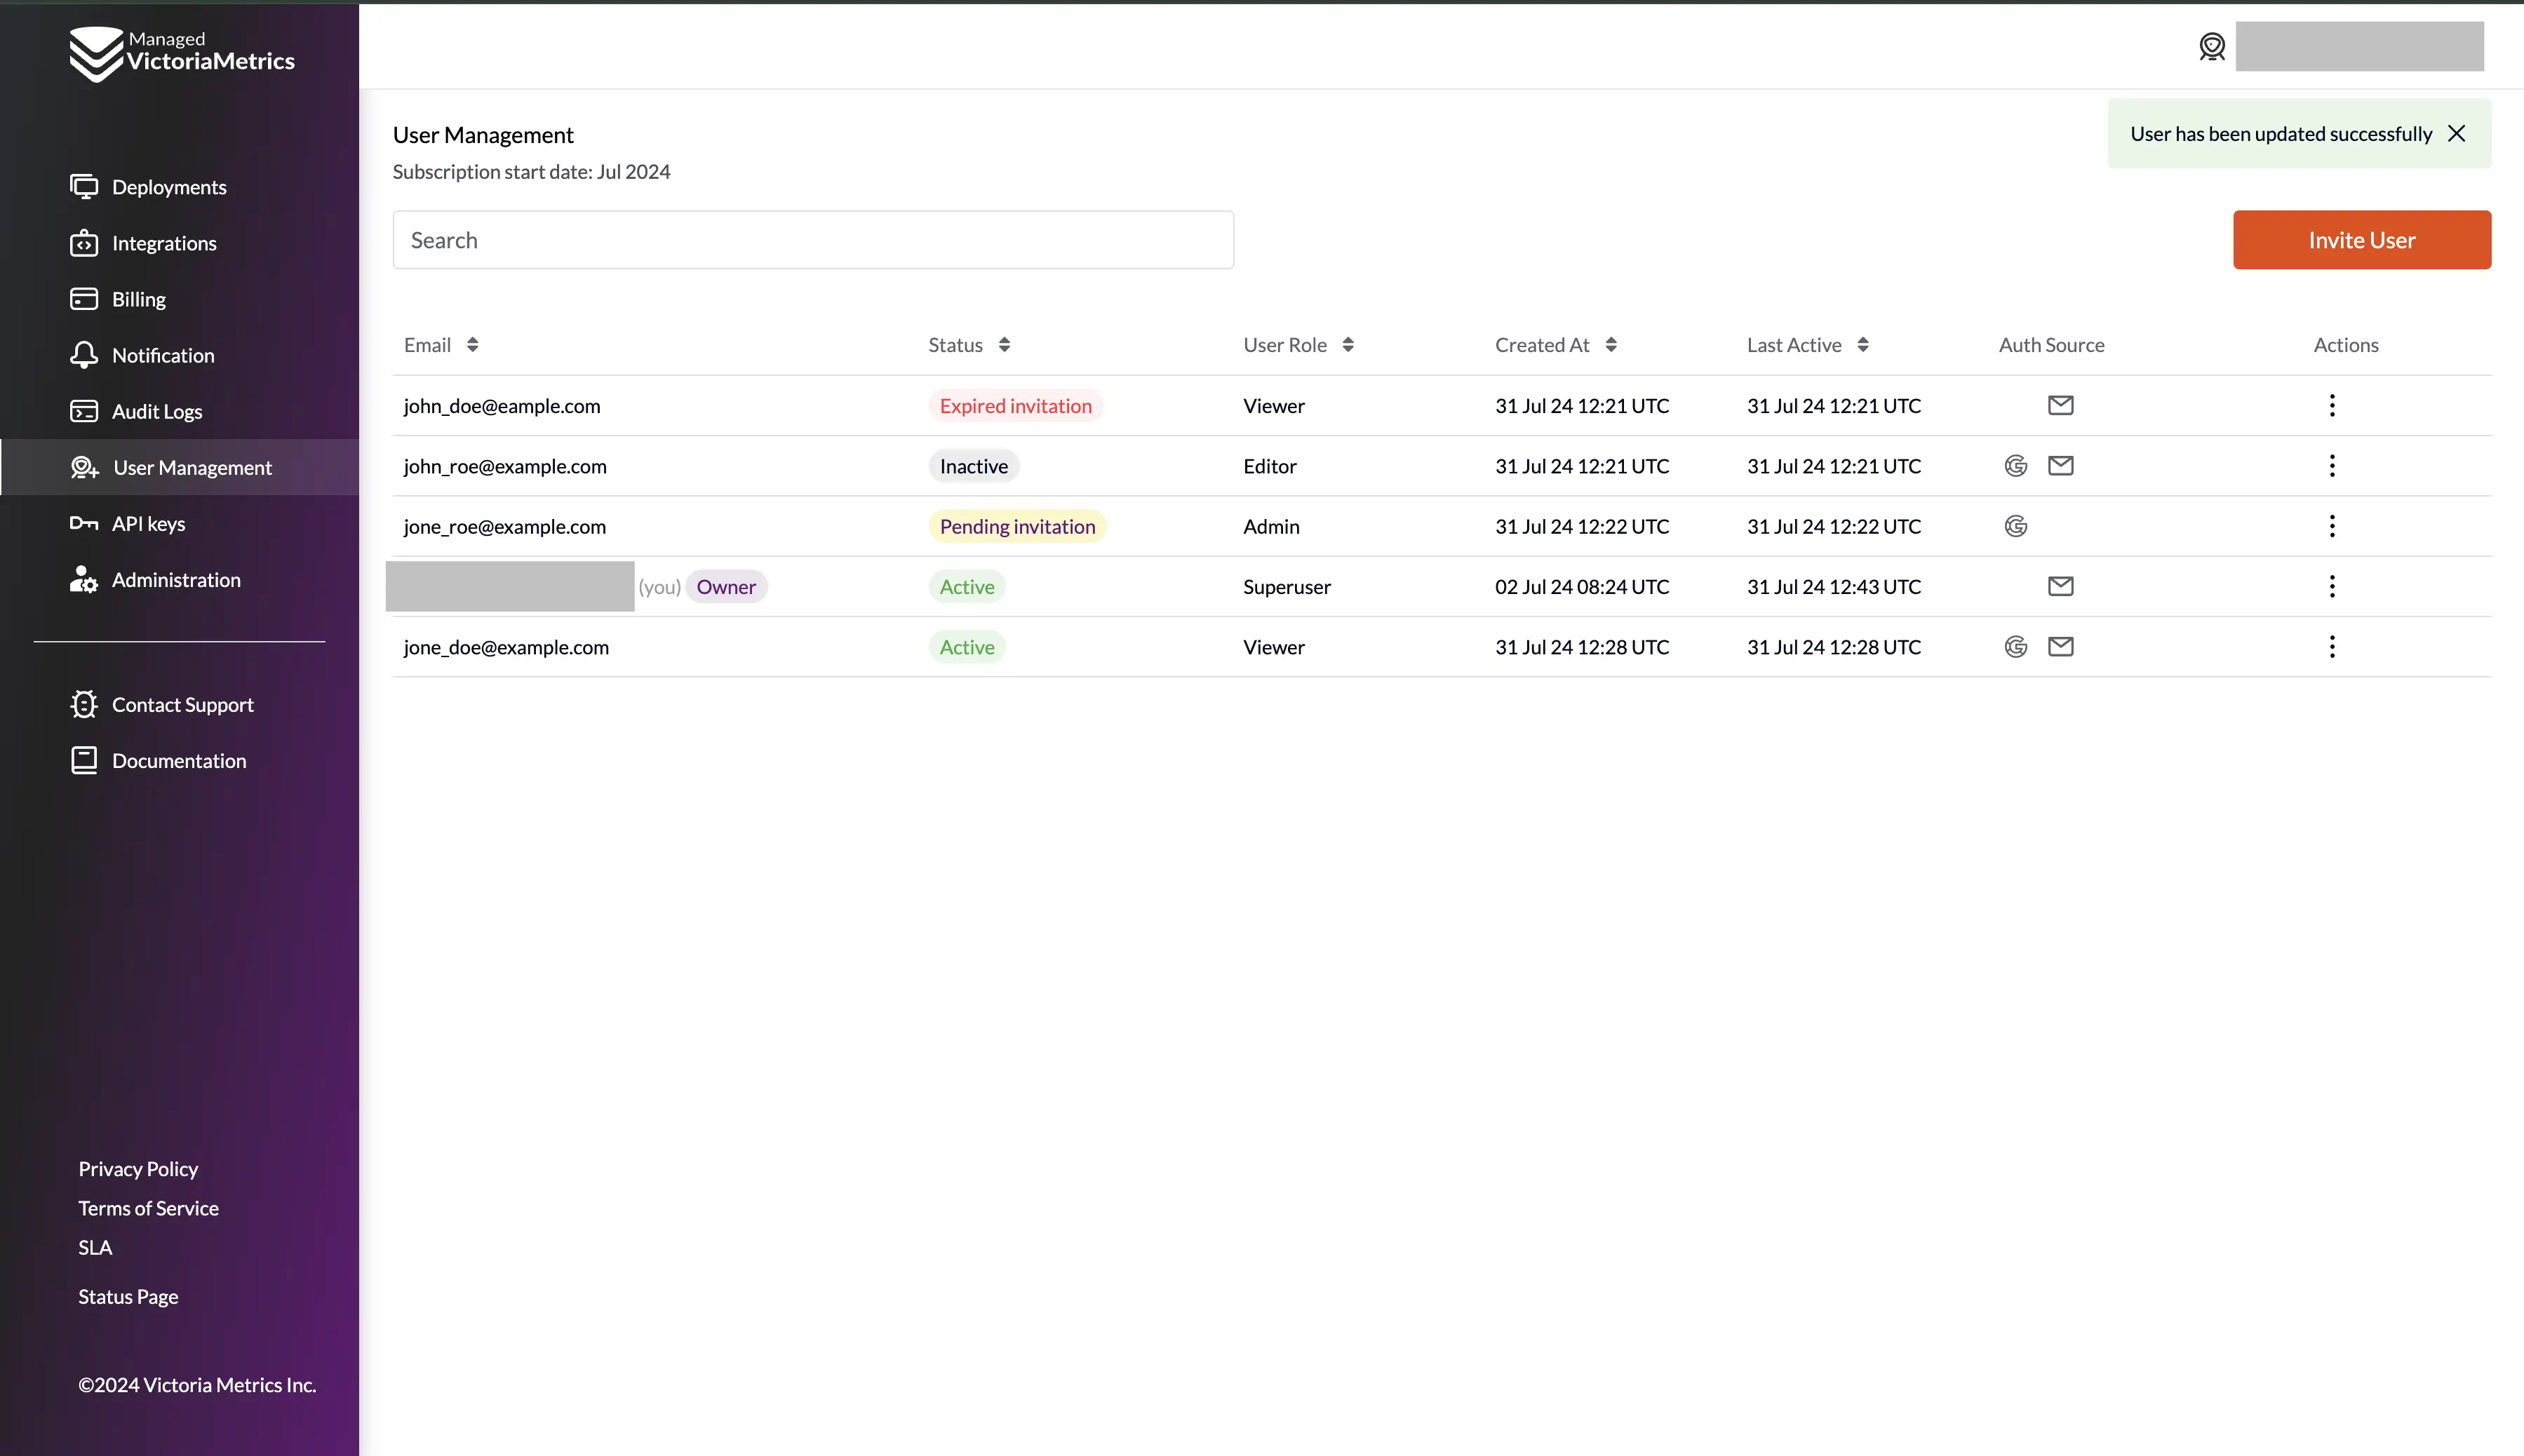 Managed
VictoriaMetrics
Deployments
Integrations
Billing
Notification
Audit Logs
User Management
API keys
Administration
Contact Support
Documentation
Privacy Policy
Terms of Service
SLA
Status Page
©2024 Victoria Metrics Inc.
User Management
Subscription start date: Jul 2024
User has been updated successfully
Search
Invite User
Email Status User Role Created At Last Active Auth Source Actions
john_doe@eample.com Expired invitation Viewer 31 Jul 24 12:21 UTC 31 Jul 24 12:21 UTC
john_roe@example.com Inactive Editor 31 Jul 24 12:21 UTC 31 Jul 24 12:21 UTC
jone_roe@example.com Pending invitation Admin 31 Jul 24 12:22 UTC 31 Jul 24 12:22 UTC
(you) Owner Active Superuser 02 Jul 24 08:24 UTC 31 Jul 24 12:43 UTC
jone_doe@example.com Active Viewer 31 Jul 24 12:28 UTC 31 Jul 24 12:28 UTC